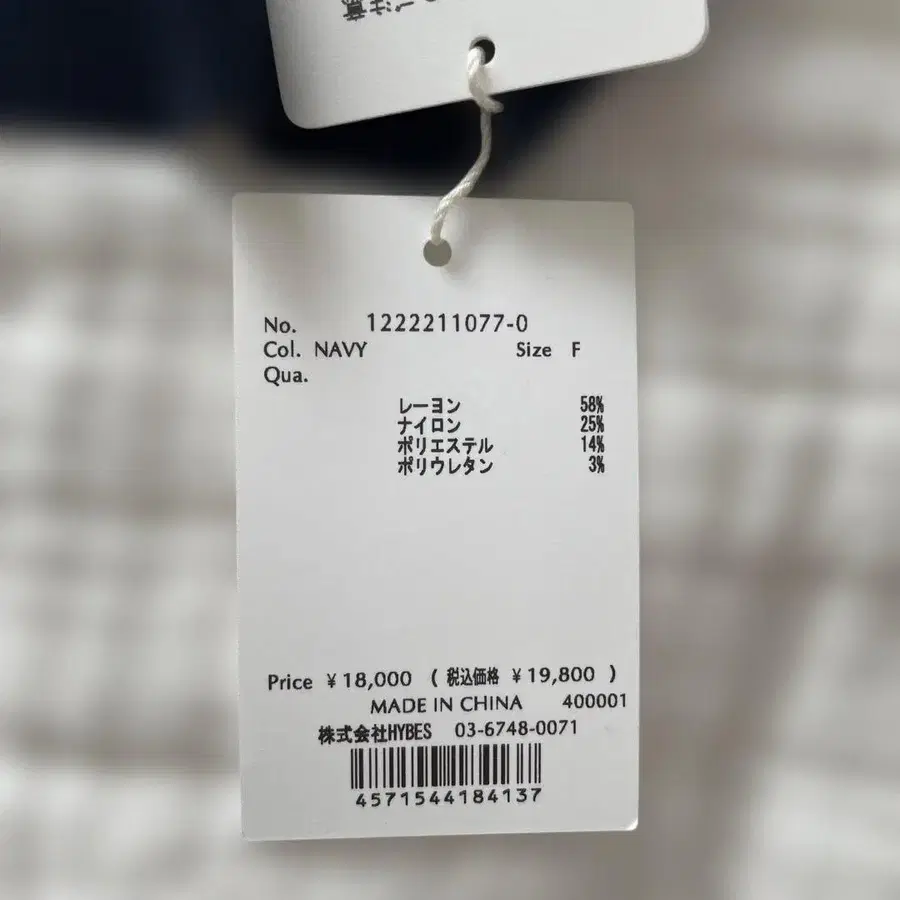 ご注意
No. 1222211077-0
Col. NAVY Size F
Qua.
レーヨン 58%
ナイロン 25%
ポリエステル 14%
ポリウレタン 3%
Price ¥18,000 ( 税込価格 ¥19,800 )
MADE IN CHINA 400001
株式会社HYBES 03-6748-0071
4571544184137